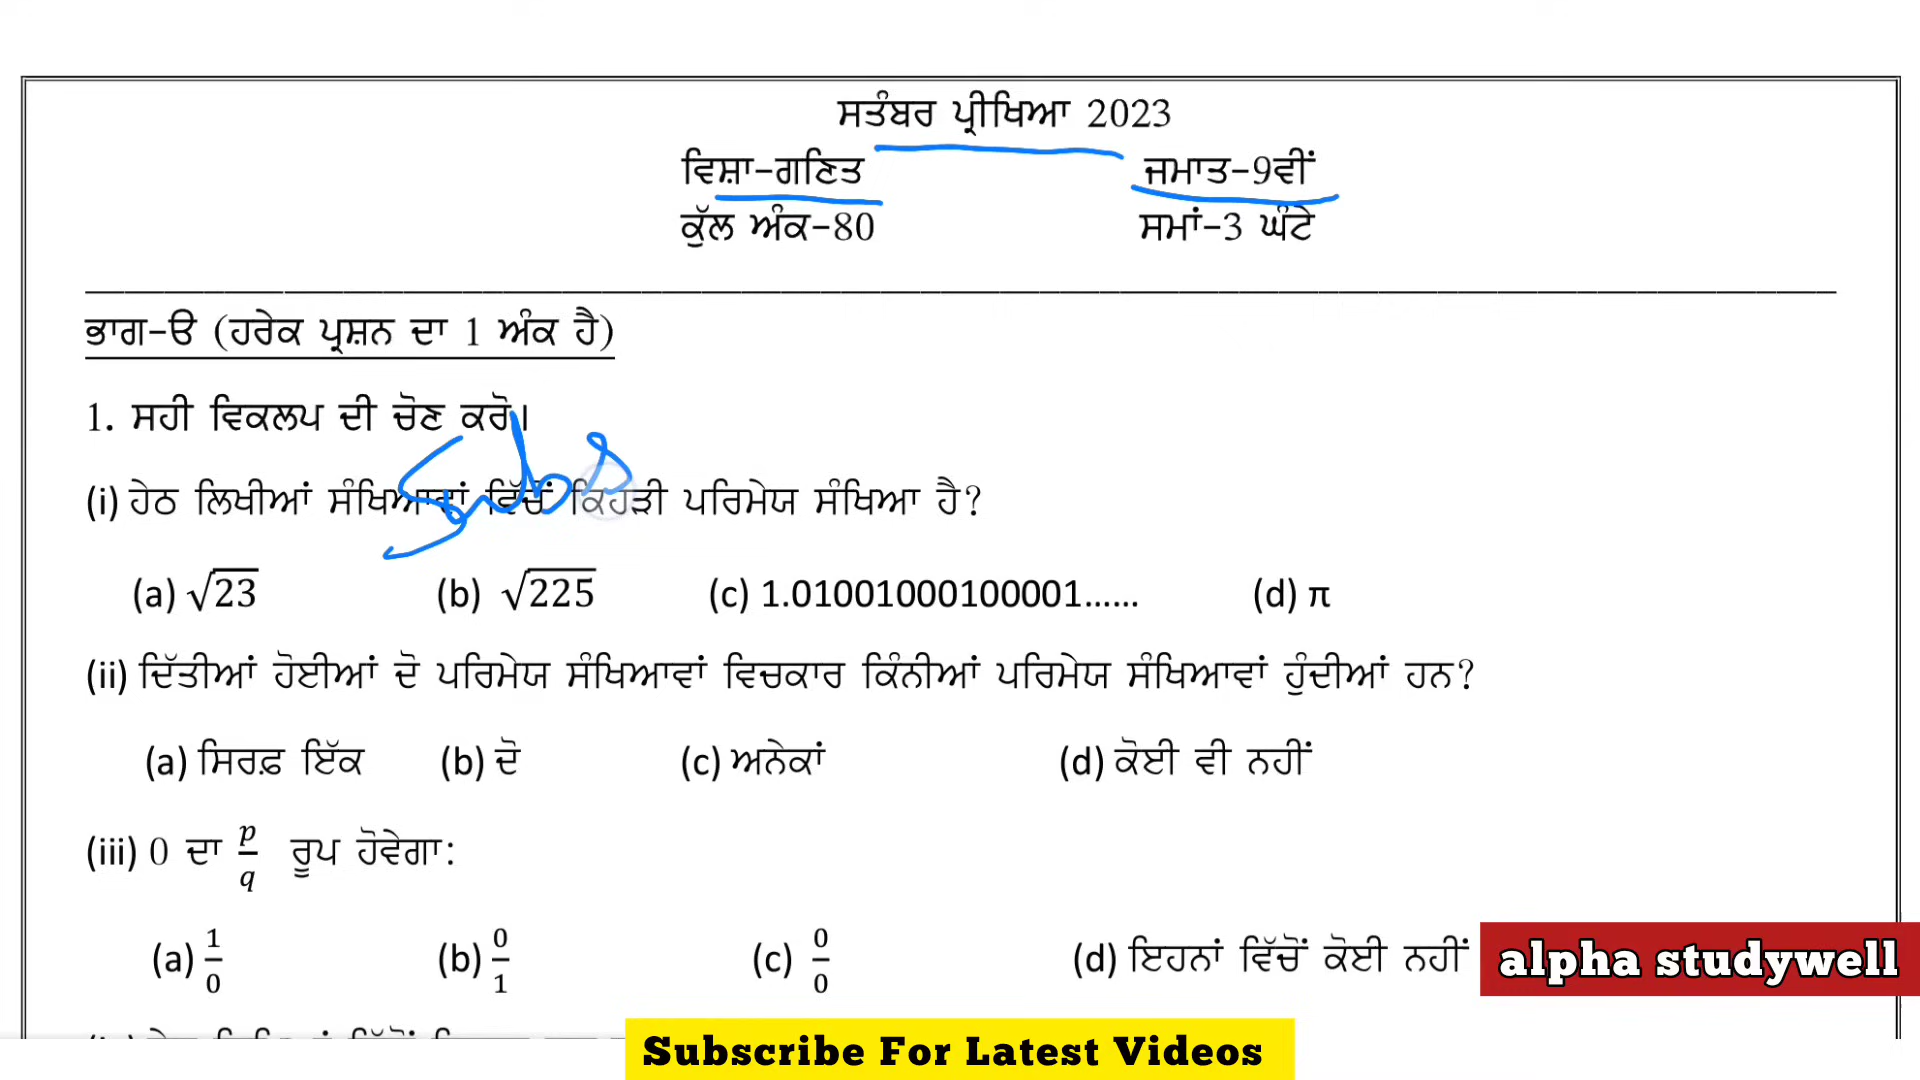 ਸਤੰਬਰ ਪ੍ਰੀਖਿਆ 2023
ਵਿਸ਼ਾ-ਗਣਿਤ ਜਮਾਤ-9ਵੀਂ
ਕੁੱਲ ਅੰਕ-80 ਸਮਾਂ-3 ਘੰਟੇ
ਭਾਗ-ੳ (ਹਰੇਕ ਪ੍ਰਸ਼ਨ ਦਾ 1 ਅੰਕ ਹੈ)
1. ਸਹੀ ਵਿਕਲਪ ਦੀ ਚੋਣ ਕਰੋ।
(i) ਹੇਠ ਲਿਖੀਆਂ ਸੰਖਿਆਵਾਂ ਵਿੱਚੋਂ ਕਿਹੜੀ ਪਰਿਮੇਯ ਸੰਖਿਆ ਹੈ?
Subs
(a) √23 (b) √225 (c) 1.01001000100001...... (d) π
(ii) ਦਿੱਤੀਆਂ ਹੋਈਆਂ ਦੋ ਪਰਿਮੇਯ ਸੰਖਿਆਵਾਂ ਵਿਚਕਾਰ ਕਿੰਨੀਆਂ ਪਰਿਮੇਯ ਸੰਖਿਆਵਾਂ ਹੁੰਦੀਆਂ ਹਨ?
(a) ਸਿਰਫ਼ ਇੱਕ (b) ਦੋ (c) ਅਨੇਕਾਂ (d) ਕੋਈ ਵੀ ਨਹੀਂ
(iii) 0 ਦਾ p/q ਰੂਪ ਹੋਵੇਗਾ:
(a) 1/0 (b) 0/1 (c) 0/0 (d) ਇਹਨਾਂ ਵਿੱਚੋਂ ਕੋਈ ਨਹੀਂ
alpha studywell
Subscribe For Latest Videos